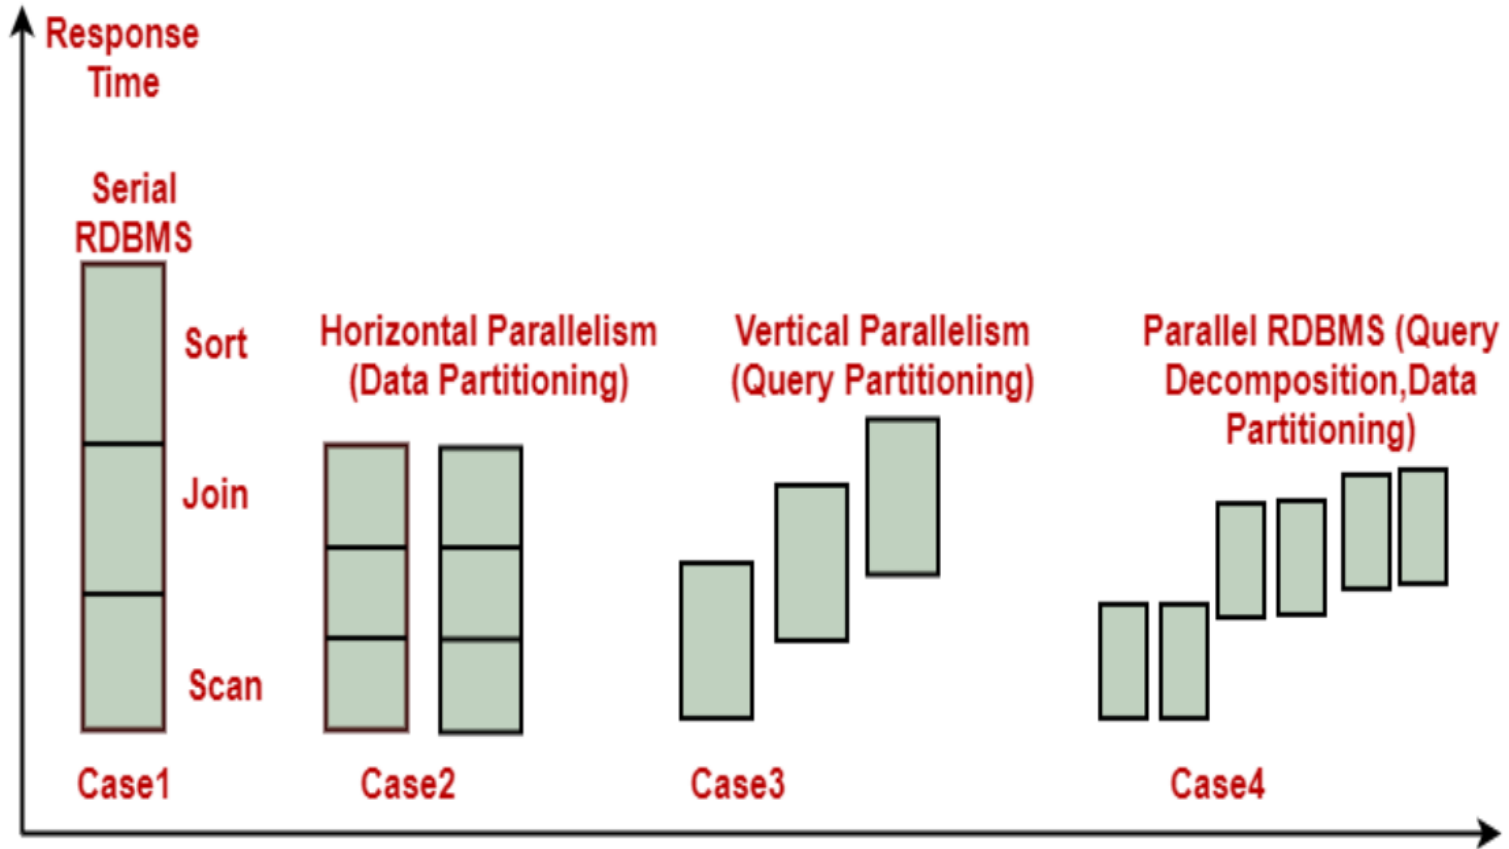 Response
Time
Serial
RDBMS
Sort
Join
Scan
Case1
Horizontal Parallelism
(Data Partitioning)
Case2
Vertical Parallelism
(Query Partitioning)
Case3
Parallel RDBMS (Query
Decomposition,Data
Partitioning)
Case4